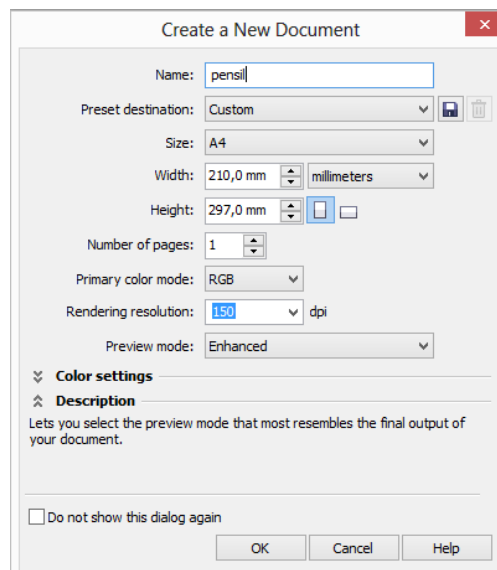 Create a New Document
Name: pensil
Preset destination: Custom
Size: A4
Width: 210,0 mm millimeters
Height: 297,0 mm
Number of pages: 1
Primary color mode: RGB
Rendering resolution: 150 dpi
Preview mode: Enhanced
Color settings
Description
Lets you select the preview mode that most resembles the final output of
your document.
Do not show this dialog again
OK Cancel Help